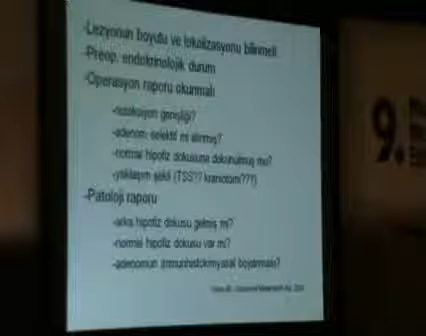 -Lezyonun boyutu ve lokalizasyonu bilinmeli
-Preop. endokrinolojik durum
-Operasyon raporu okunmalı
-rezeksiyon genişliği?
-adenom selektif mi alınmış?
-normal hipofiz dokusuna dokunulmuş mu?
-yaklaşım şekli (TSS?? kraniotomi???)
-Patoloji raporu
-arka hipofiz dokusu gelmiş mi?
-normal hipofiz dokusu var mı?
-adenomun immunhistokimyasal boyanması?
9.